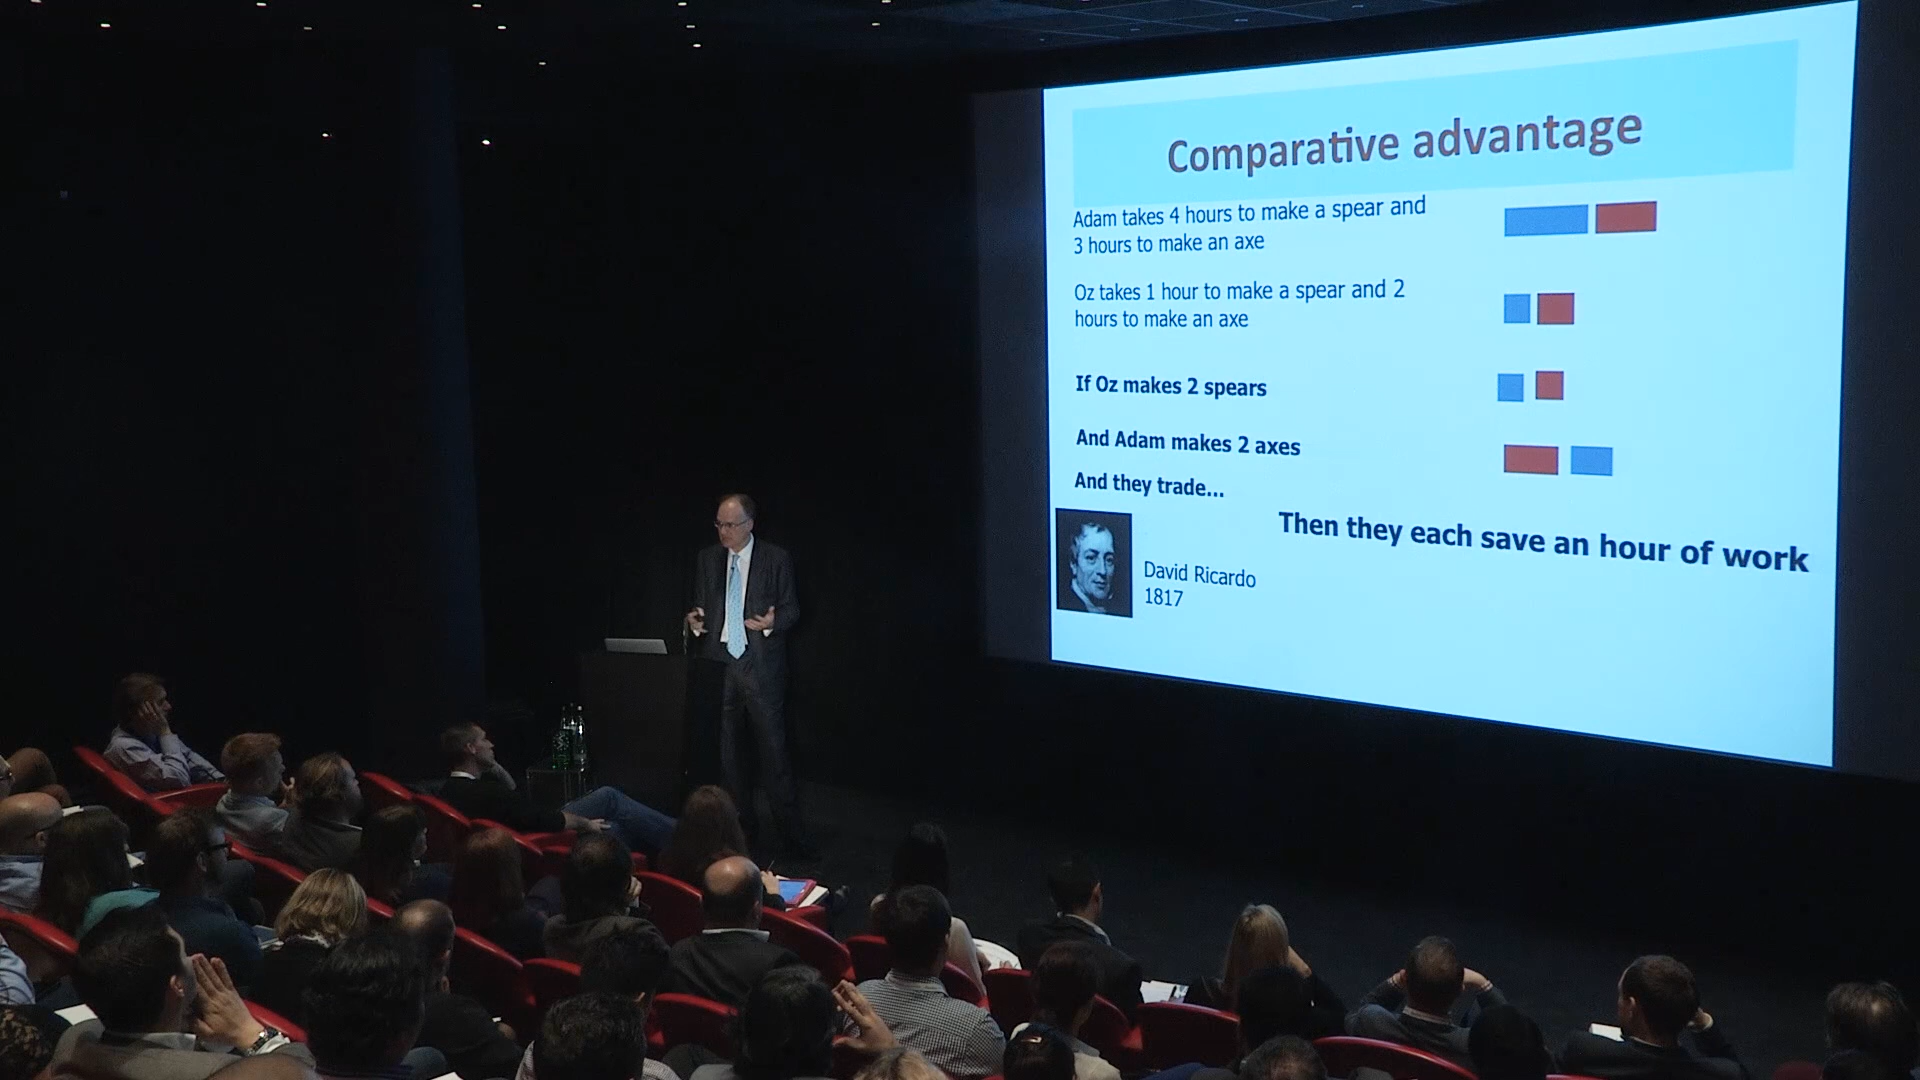 Comparative advantage
Adam takes 4 hours to make a spear and
3 hours to make an axe
Oz takes 1 hour to make a spear and 2
hours to make an axe
If Oz makes 2 spears
And Adam makes 2 axes
And they trade...
Then they each save an hour of work
David Ricardo
1817